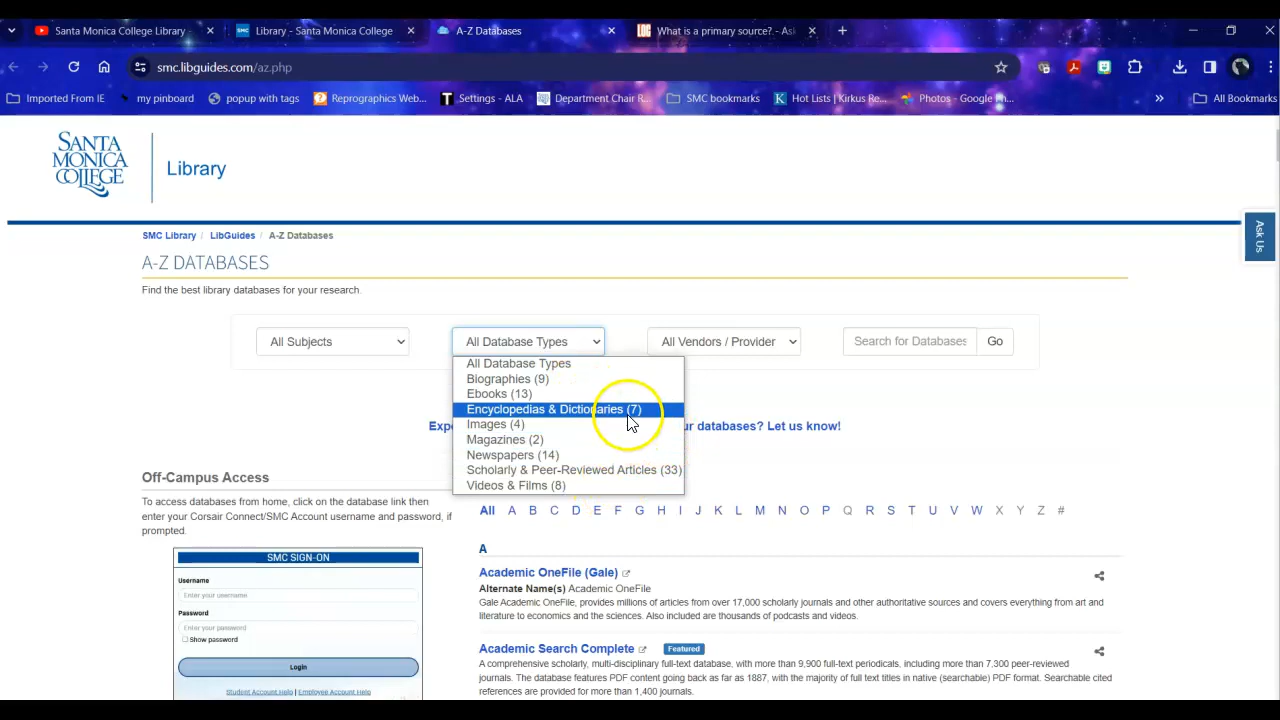 Santa Monica College Library -
Library - Santa Monica College
A-Z Databases
What is a primary source? - Ask
smc.libguides.com/az.php
Imported From IE
my pinboard
popup with tags
Reprographics Web...
Settings - ALA
Department Chair R...
SMC bookmarks
Hot Lists | Kirkus Re...
Photos - Google Ph...
»
All Bookmarks
SANTA
MONICA
COLLEGE
Library
Ask Us
SMC Library / LibGuides / A-Z Databases
A-Z DATABASES
Find the best library databases for your research.
All Subjects
All Database Types
All Vendors / Provider
Search for Databases
Go
All Database Types
Biographies (9)
Ebooks (13)
Encyclopedias & Dictionaries (7)
Images (4)
Magazines (2)
Newspapers (14)
Scholarly & Peer-Reviewed Articles (33)
Videos & Films (8)
databases? Let us know!
Off-Campus Access
To access databases from home, click on the database link then
enter your Corsair Connect/SMC Account username and password, if
prompted.
SMC SIGN-ON
Username
Enter your username
Password
Enter your password
Show password
Login
Student Account Help | Employee Account Help
All A B C D E F G H I J K L M N O P Q R S T U V W X Y Z #
A
Academic OneFile (Gale)
Alternate Name(s) Academic OneFile
Gale Academic OneFile, provides millions of articles from over 17,000 scholarly journals and other authoritative sources and covers everything from art and
literature to economics and the sciences. Also included are thousands of podcasts and videos.
Academic Search Complete Featured
A comprehensive scholarly, multi-disciplinary full-text database, with more than 9,900 full-text periodicals, including more than 7,300 peer-reviewed
journals. The database features PDF content going back as far as 1887, with the majority of full text titles in native (searchable) PDF format. Searchable cited
references are provided for more than 1,400 journals.